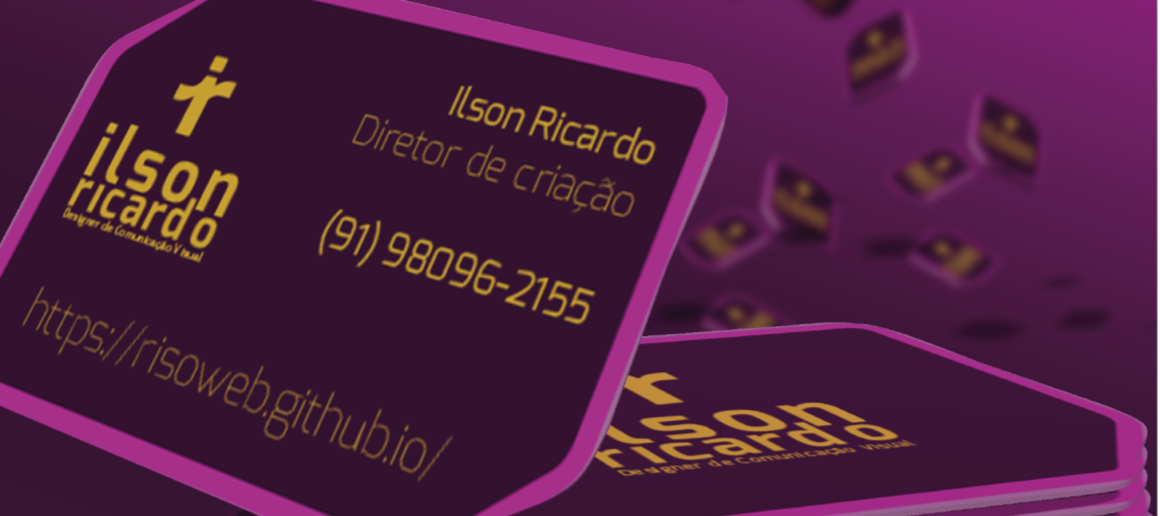 ilson
ricardo
Designer de Comunicação Visual
Ilson Ricardo
Diretor de criação
(91) 98096-2155
https://risoweb.github.io/
ilson
ricardo
Designer de Comunicação Visual